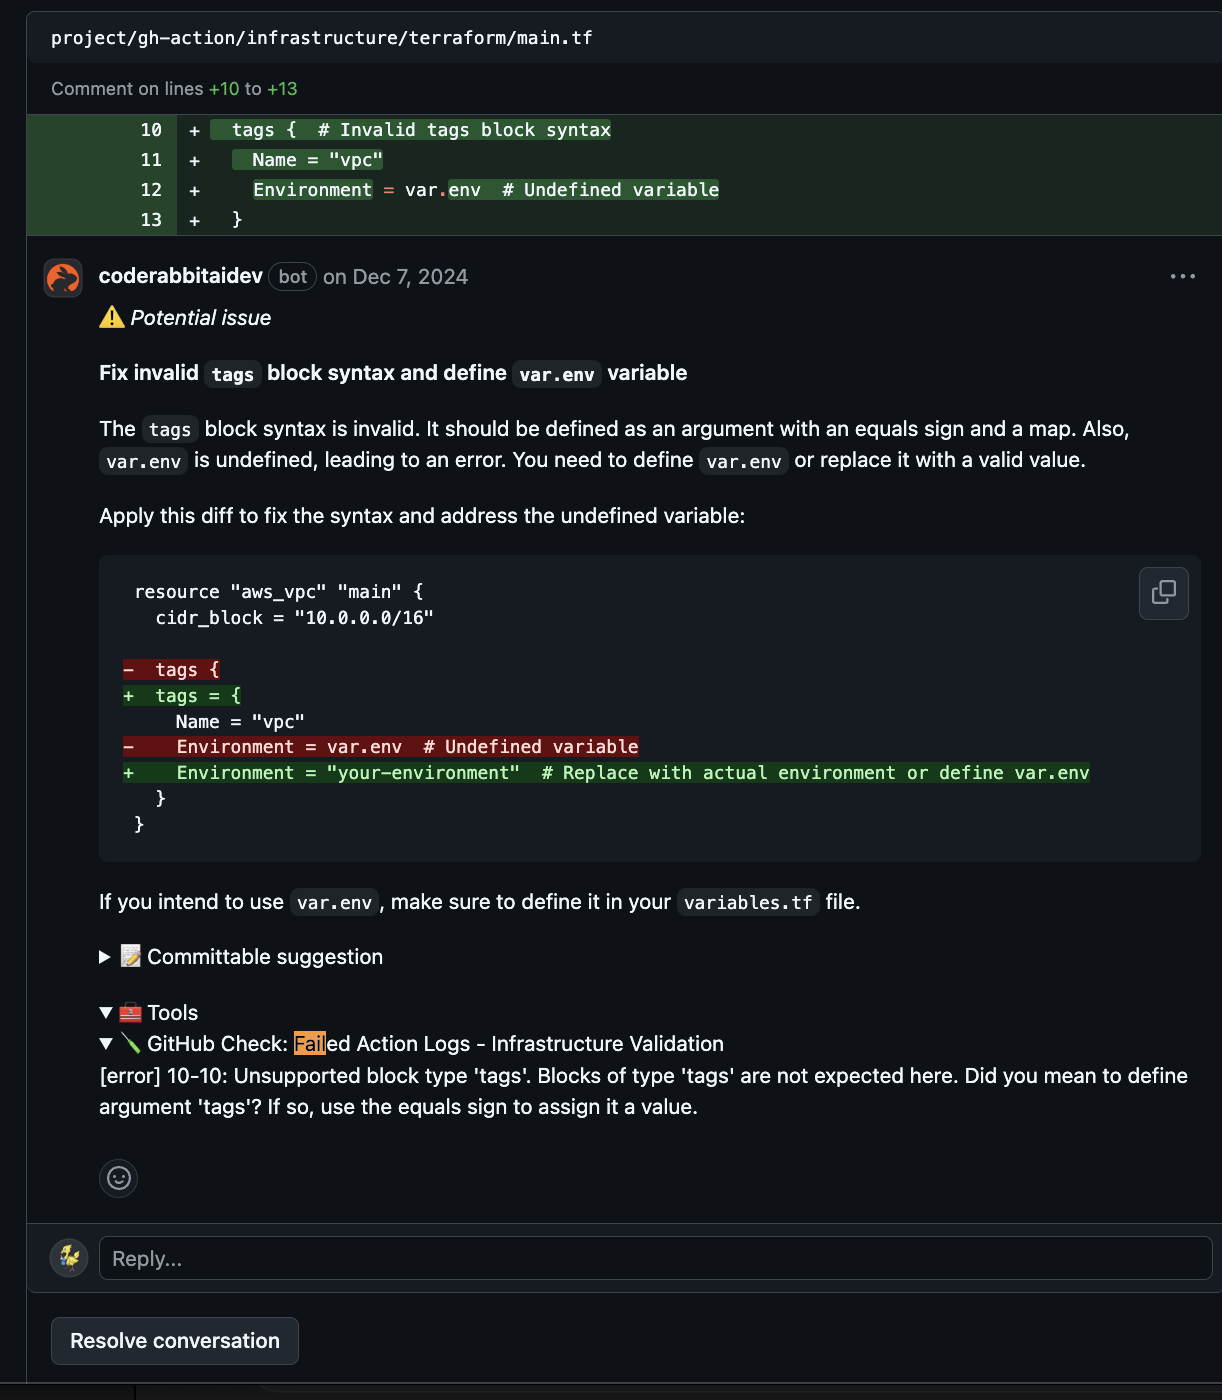 project/gh-action/infrastructure/terraform/main.tf
Comment on lines +10 to +13
10 + tags {  # Invalid tags block syntax
11 + Name = "vpc"
12 + Environment = var.env  # Undefined variable
13 + }
coderabbitaidev bot on Dec 7, 2024
⚠️ Potential issue
Fix invalid tags block syntax and define var.env variable
The tags block syntax is invalid. It should be defined as an argument with an equals sign and a map. Also,
var.env is undefined, leading to an error. You need to define var.env or replace it with a valid value.
Apply this diff to fix the syntax and address the undefined variable:
resource "aws_vpc" "main" {
  cidr_block = "10.0.0.0/16"
-  tags {
+  tags = {
     Name = "vpc"
-    Environment = var.env  # Undefined variable
+    Environment = "your-environment"  # Replace with actual environment or define var.env
   }
}
If you intend to use var.env, make sure to define it in your variables.tf file.
▶ 📝 Committable suggestion
▼ 🧰 Tools
▼ 🪛 GitHub Check: Failed Action Logs - Infrastructure Validation
[error] 10-10: Unsupported block type 'tags'. Blocks of type 'tags' are not expected here. Did you mean to define
argument 'tags'? If so, use the equals sign to assign it a value.
Reply...
Resolve conversation